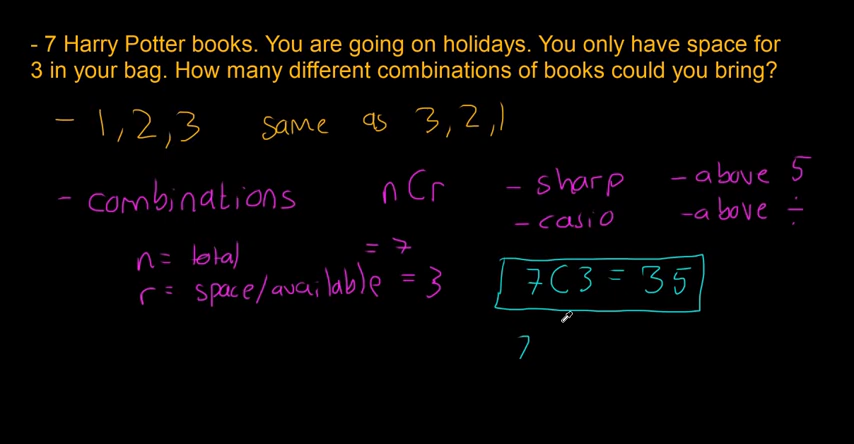 - 7 Harry Potter books. You are going on holidays. You only have space for
3 in your bag. How many different combinations of books could you bring?
- 1, 2, 3 same as 3, 2, 1
- combinations nCr - sharp - above 5
- casio - above ÷
n = total = 7
r = space/available = 3
7C3 = 35
7